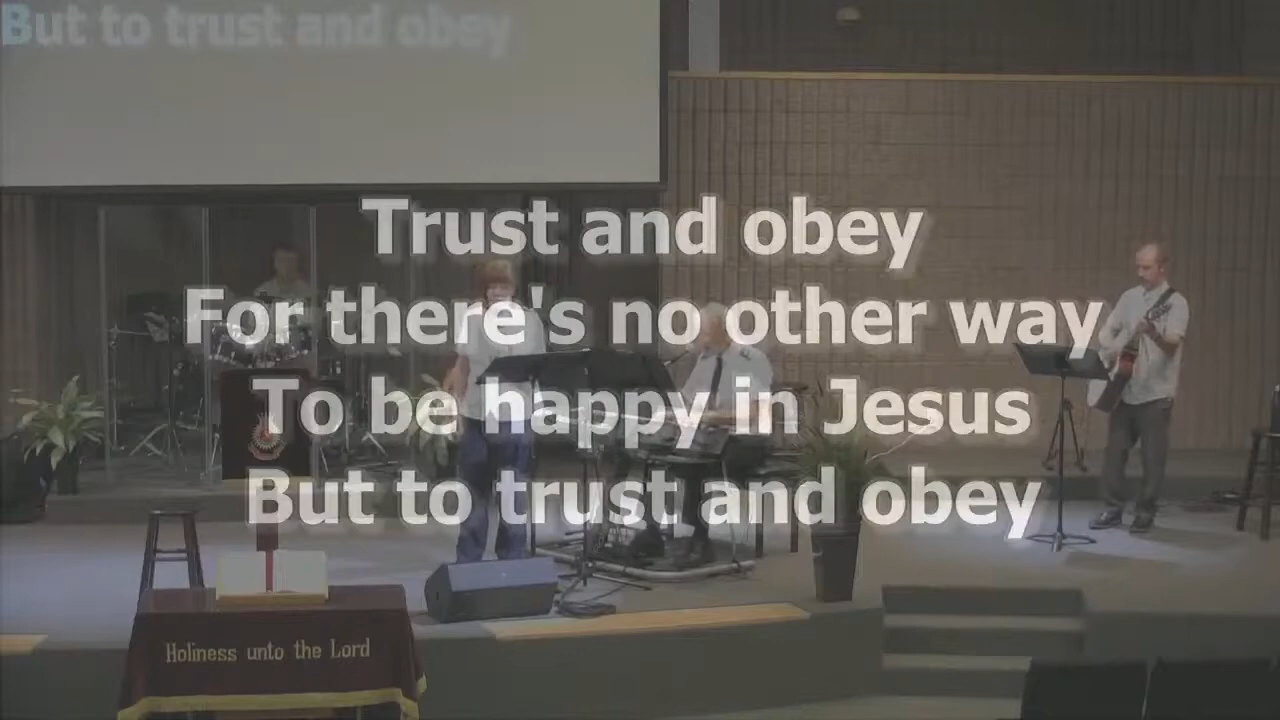 But to trust and obey
Trust and obey
For there's no other way
To be happy in Jesus
But to trust and obey
Holiness unto the Lord